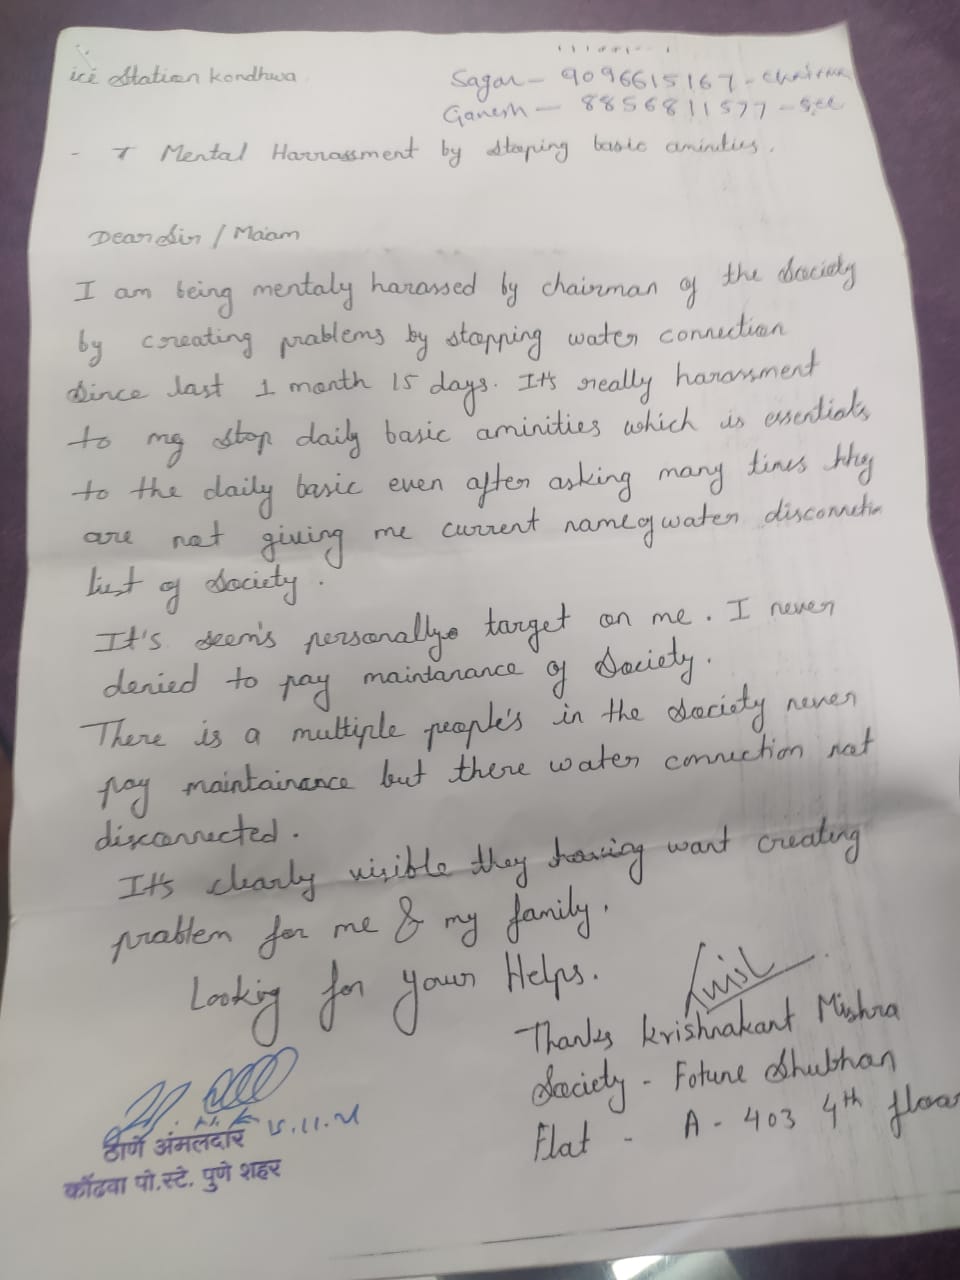 ice Station Kondhwa
Sagar - 9096615167 - chairman
Ganesh - 8856811577 - Sec
Mental Harrassment by stoping basic aminities.
Dear Sir / Ma'am
I am being mentaly harassed by chairman of the Society
by creating problems by stopping water connection
Since last 1 month 15 days. It's really harassment
to my stop daily basic aminities which is essentials
to the daily basic even after asking many times they
are not giving me current name of water disconnection
list of Society.
It's seem's personally target on me. I never
denied to pay maintanance of Society.
There is a multiple people's in the Society never
pay maintainance but there water connection not
disconnected.
It's clearly visible they having want creating
problem for me & my family.
Looking for your Helps.
Thanks Krishnakant Mishra
Society - Fotune Shubhan
Flat - A - 403 4th floor
15.11.21
ठाणे अंमलदार
कोंढवा पो.स्टे. पुणे शहर